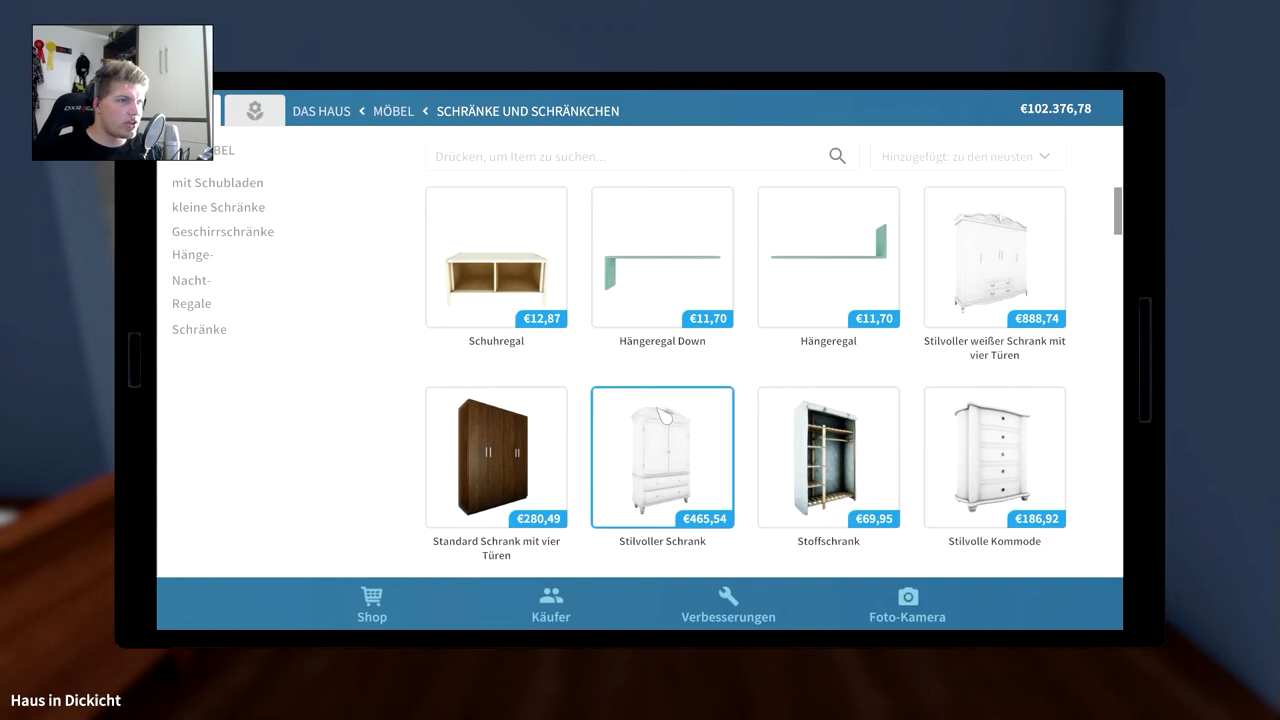 DAS HAUS < MÖBEL < SCHRÄNKE UND SCHRÄNKCHEN
€102.376,78
BEL
mit Schubladen
kleine Schränke
Geschirrschränke
Hänge-
Nacht-
Regale
Schränke
Drücken, um Item zu suchen...
Hinzugefügt: zu den neusten
€12,87
€11,70
€11,70
€888,74
Schuhregal
Hängeregal Down
Hängeregal
Stilvoller weißer Schrank mit
vier Türen
€280,49
€465,54
€69,95
€186,92
Standard Schrank mit vier
Türen
Stilvoller Schrank
Stoffschrank
Stilvolle Kommode
Shop
Käufer
Verbesserungen
Foto-Kamera
Haus in Dickicht